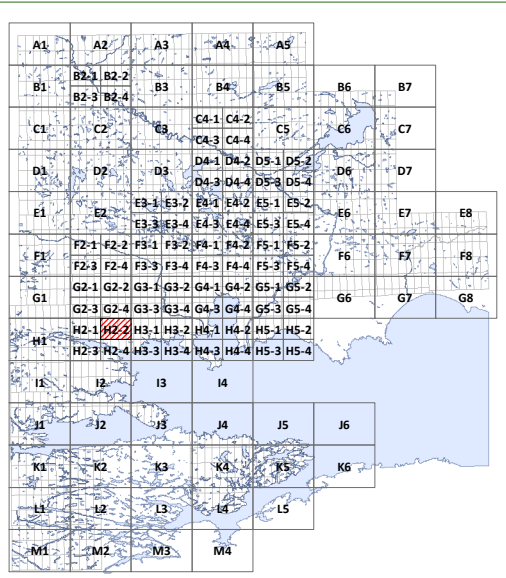 A1 A2 A3 A4 A5
B2-1 B2-2
B1 B3 B4 B5 B6 B7
B2-3 B2-4
C4-1 C4-2
C1 C2 C3 C5 C6 C7
C4-3 C4-4
D4-1 D4-2 D5-1 D5-2
D1 D2 D3 D6 D7
D4-3 D4-4 D5-3 D5-4
E3-1 E3-2 E4-1 E4-2 E5-1 E5-2
E1 E2 E6 E7 E8
E3-3 E3-4 E4-3 E4-4 E5-3 E5-4
F2-1 F2-2 F3-1 F3-2 F4-1 F4-2 F5-1 F5-2
F1 F6 F7 F8
F2-3 F2-4 F3-3 F3-4 F4-3 F4-4 F5-3 F5-4
G2-1 G2-2 G3-1 G3-2 G4-1 G4-2 G5-1 G5-2
G1 G6 G7 G8
G2-3 G2-4 G3-3 G3-4 G4-3 G4-4 G5-3 G5-4
H2-1 H2-2 H3-1 H3-2 H4-1 H4-2 H5-1 H5-2
H1
H2-3 H2-4 H3-3 H3-4 H4-3 H4-4 H5-3 H5-4
I1 I2 I3 I4
J1 J2 J3 J4 J5 J6
K1 K2 K3 K4 K5 K6
L1 L2 L3 L4 L5
M1 M2 M3 M4